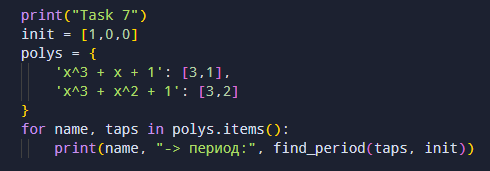 print("Task 7")
init = [1,0,0]
polys = {
    'x^3 + x + 1': [3,1],
    'x^3 + x^2 + 1': [3,2]
}
for name, taps in polys.items():
    print(name, "-> период:", find_period(taps, init))